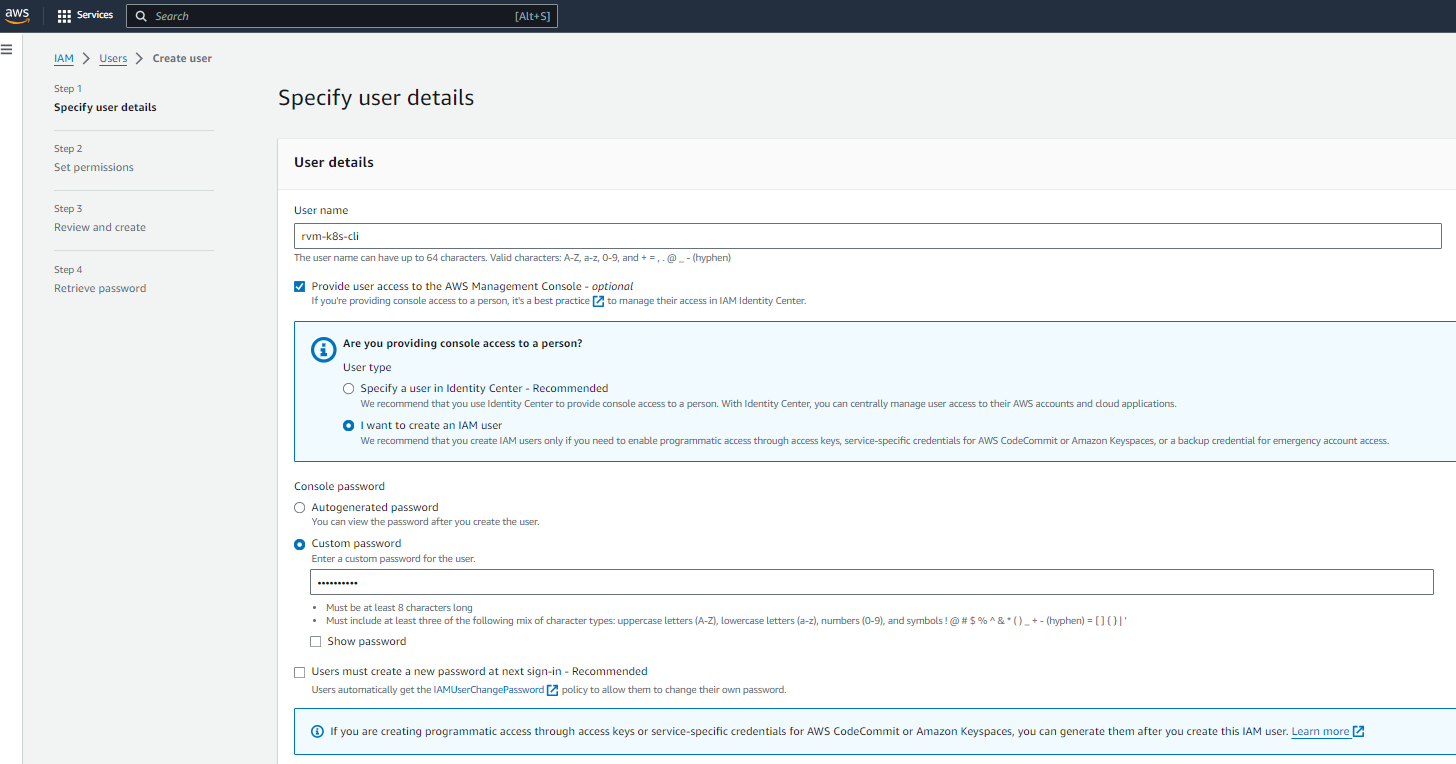 aws
Services
Search
[Alt+S]
IAM > Users > Create user
Step 1
Specify user details
Step 2
Set permissions
Step 3
Review and create
Step 4
Retrieve password
Specify user details
User details
User name
rvm-k8s-cli
The user name can have up to 64 characters. Valid characters: A-Z, a-z, 0-9, and + = , . @ _ - (hyphen)
Provide user access to the AWS Management Console - optional
If you're providing console access to a person, it's a best practice to manage their access in IAM Identity Center.
Are you providing console access to a person?
User type
Specify a user in Identity Center - Recommended
We recommend that you use Identity Center to provide console access to a person. With Identity Center, you can centrally manage user access to their AWS accounts and cloud applications.
I want to create an IAM user
We recommend that you create IAM users only if you need to enable programmatic access through access keys, service-specific credentials for AWS CodeCommit or Amazon Keyspaces, or a backup credential for emergency account access.
Console password
Autogenerated password
You can view the password after you create the user.
Custom password
Enter a custom password for the user.
••••••••••
• Must be at least 8 characters long
• Must include at least three of the following mix of character types: uppercase letters (A-Z), lowercase letters (a-z), numbers (0-9), and symbols ! @ # $ % ^ & * ( ) _ + - (hyphen) = [ ] { } | '
Show password
Users must create a new password at next sign-in - Recommended
Users automatically get the IAMUserChangePassword policy to allow them to change their own password.
If you are creating programmatic access through access keys or service-specific credentials for AWS CodeCommit or Amazon Keyspaces, you can generate them after you create this IAM user. Learn more